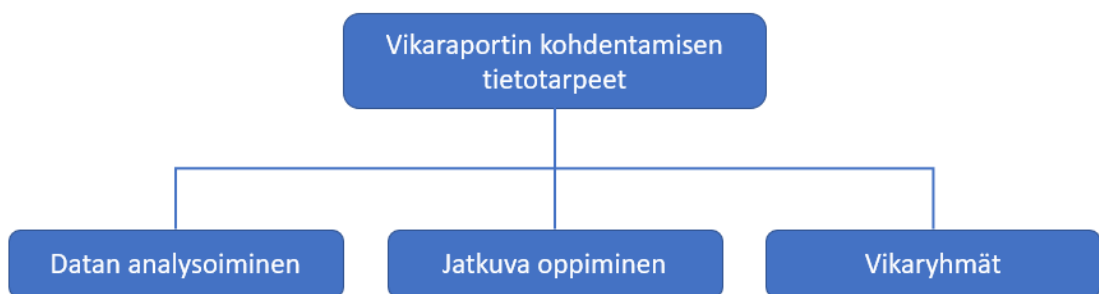 Vikaraportin kohdentamisen
tietotarpeet
Datan analysoiminen
Jatkuva oppiminen
Vikaryhmät